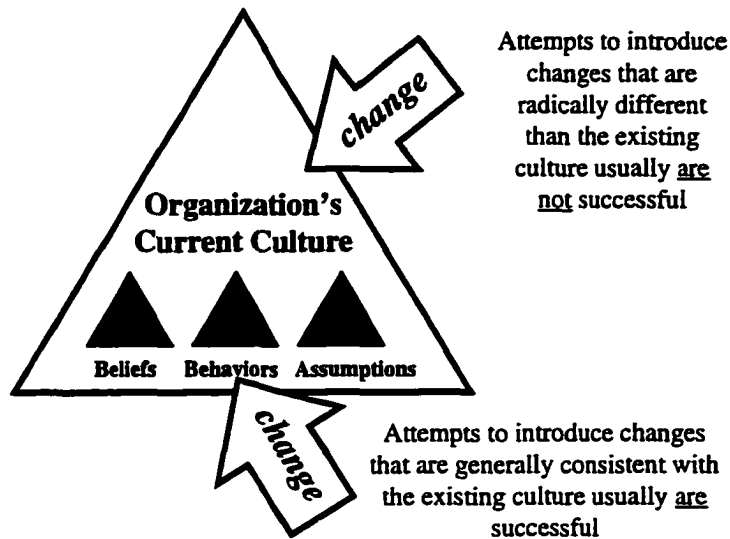 Attempts to introduce
changes that are
radically different
than the existing
culture usually are
not successful
change
Organization's
Current Culture
Beliefs Behaviors Assumptions
change
Attempts to introduce changes
that are generally consistent with
the existing culture usually are
successful